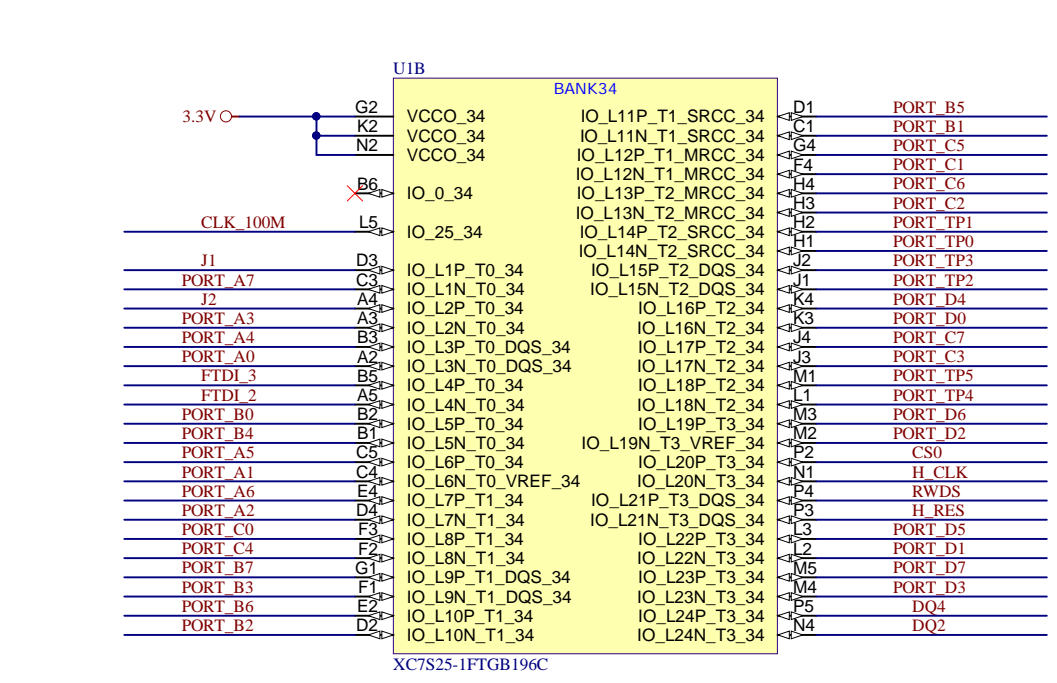 U1B
BANK34
3.3V G2 VCCO_34 IO_L11P_T1_SRCC_34 D1 PORT_B5
K2 VCCO_34 IO_L11N_T1_SRCC_34 C1 PORT_B1
N2 VCCO_34 IO_L12P_T1_MRCC_34 G4 PORT_C5
IO_L12N_T1_MRCC_34 F4 PORT_C1
B6 IO_0_34 IO_L13P_T2_MRCC_34 H4 PORT_C6
IO_L13N_T2_MRCC_34 H3 PORT_C2
CLK_100M L5 IO_25_34 IO_L14P_T2_SRCC_34 H2 PORT_TP1
IO_L14N_T2_SRCC_34 H1 PORT_TP0
J1 D3 IO_L1P_T0_34 IO_L15P_T2_DQS_34 J2 PORT_TP3
PORT_A7 C3 IO_L1N_T0_34 IO_L15N_T2_DQS_34 J1 PORT_TP2
J2 A4 IO_L2P_T0_34 IO_L16P_T2_34 K4 PORT_D4
PORT_A3 A3 IO_L2N_T0_34 IO_L16N_T2_34 K3 PORT_D0
PORT_A4 B3 IO_L3P_T0_DQS_34 IO_L17P_T2_34 J4 PORT_C7
PORT_A0 A2 IO_L3N_T0_DQS_34 IO_L17N_T2_34 J3 PORT_C3
FTDI_3 B5 IO_L4P_T0_34 IO_L18P_T2_34 M1 PORT_TP5
FTDI_2 A5 IO_L4N_T0_34 IO_L18N_T2_34 L1 PORT_TP4
PORT_B0 B2 IO_L5P_T0_34 IO_L19P_T3_34 M3 PORT_D6
PORT_B4 B1 IO_L5N_T0_34 IO_L19N_T3_VREF_34 M2 PORT_D2
PORT_A5 C5 IO_L6P_T0_34 IO_L20P_T3_34 P2 CS0
PORT_A1 C4 IO_L6N_T0_VREF_34 IO_L20N_T3_34 N1 H_CLK
PORT_A6 E4 IO_L7P_T1_34 IO_L21P_T3_DQS_34 P4 RWDS
PORT_A2 D4 IO_L7N_T1_34 IO_L21N_T3_DQS_34 P3 H_RES
PORT_C0 F3 IO_L8P_T1_34 IO_L22P_T3_34 L3 PORT_D5
PORT_C4 F2 IO_L8N_T1_34 IO_L22N_T3_34 L2 PORT_D1
PORT_B7 G1 IO_L9P_T1_DQS_34 IO_L23P_T3_34 M5 PORT_D7
PORT_B3 F1 IO_L9N_T1_DQS_34 IO_L23N_T3_34 M4 PORT_D3
PORT_B6 E2 IO_L10P_T1_34 IO_L24P_T3_34 P5 DQ4
PORT_B2 D2 IO_L10N_T1_34 IO_L24N_T3_34 N4 DQ2
XC7S25-1FTGB196C